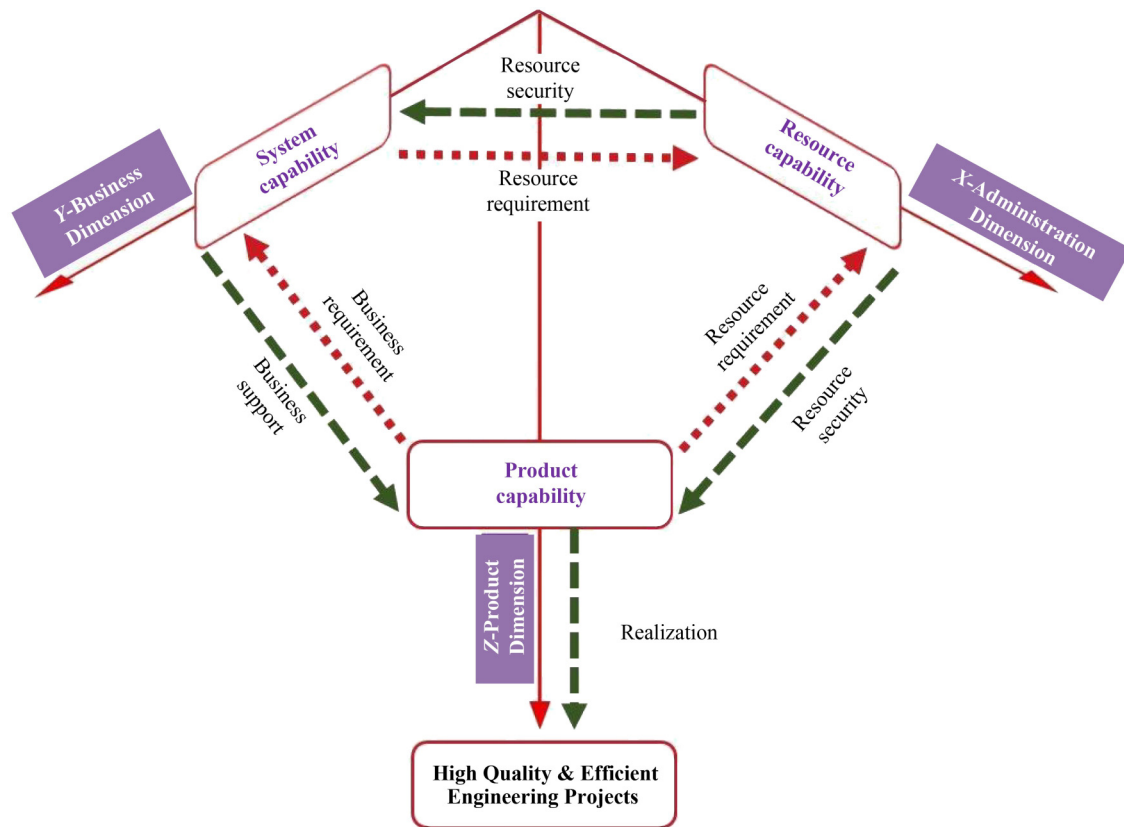 Resource
security
System
capability
Resource
capability
Y-Business
Dimension
X-Administration
Dimension
Resource
requirement
Business
requirement
Resource
requirement
Business
support
Resource
security
Product
capability
Z-Product
Dimension
Realization
High Quality & Efficient
Engineering Projects